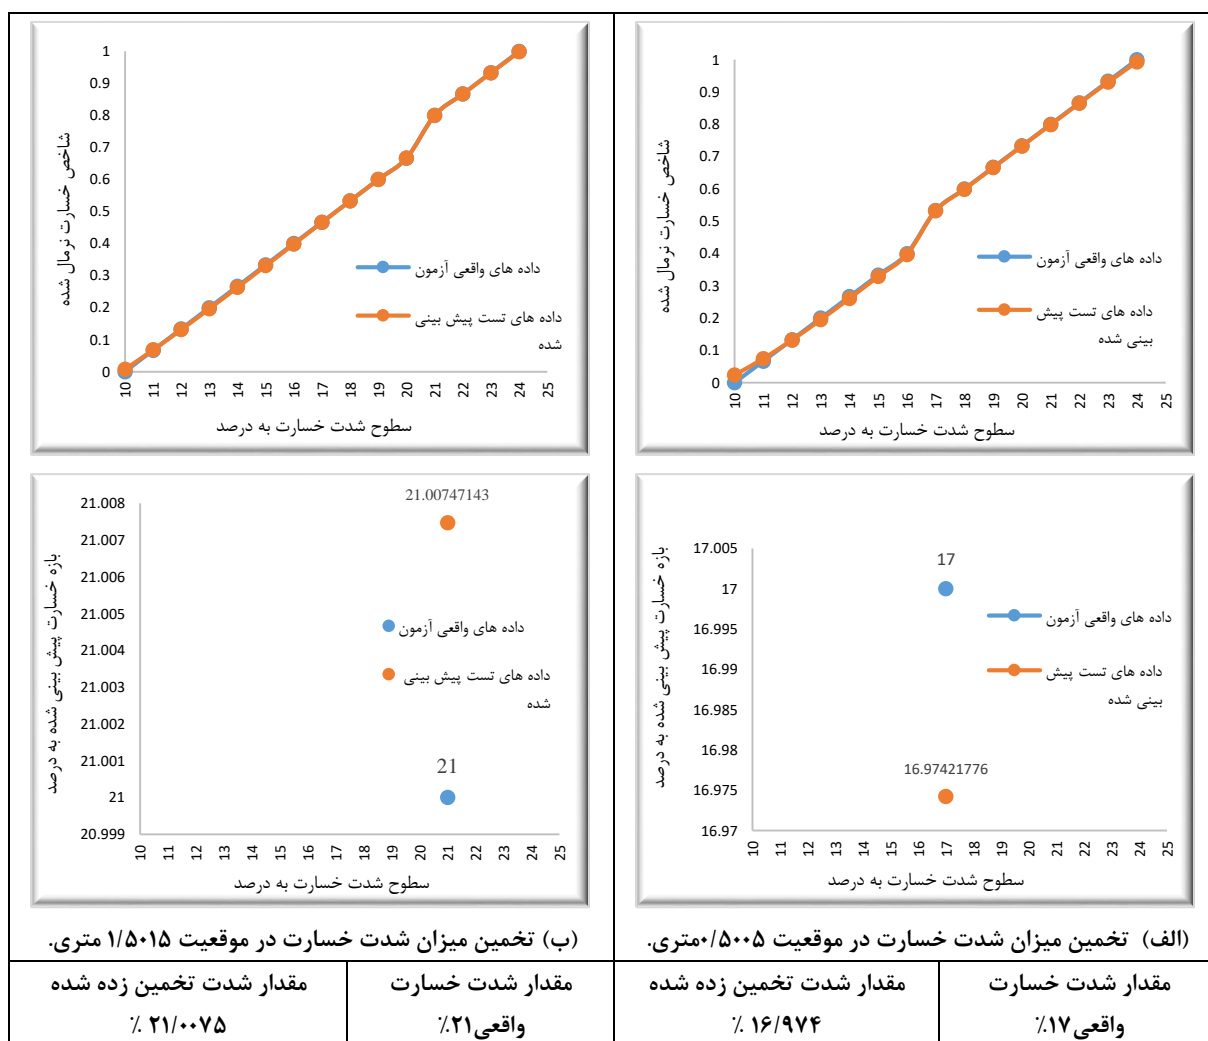 1
0.9
0.8
0.7
0.6
0.5
0.4
0.3
0.2
0.1
0
شاخص خسارت نرمال شده
داده های واقعی آزمون
داده های تست پیش
بینی شده
10 11 12 13 14 15 16 17 18 19 20 21 22 23 24 25
سطوح شدت خسارت به درصد
1
0.9
0.8
0.7
0.6
0.5
0.4
0.3
0.2
0.1
0
شاخص خسارت نرمال شده
داده های واقعی آزمون
داده های تست پیش بینی
شده
10 11 12 13 14 15 16 17 18 19 20 21 22 23 24 25
سطوح شدت خسارت به درصد
17.005
17
16.995
16.99
16.985
16.98
16.975
16.97
بازه خسارت پیش بینی شده به درصد
17
داده های واقعی آزمون
داده های تست پیش
بینی شده
16.97421776
10 11 12 13 14 15 16 17 18 19 20 21 22 23 24 25
سطوح شدت خسارت به درصد
21.008
21.007
21.006
21.005
21.004
21.003
21.002
21.001
21
20.999
بازه خسارت پیش بینی شده به درصد
21.00747143
داده های واقعی آزمون
داده های تست پیش بینی
شده
21
10 11 12 13 14 15 16 17 18 19 20 21 22 23 24 25
سطوح شدت خسارت به درصد
(الف) تخمین میزان شدت خسارت در موقعیت ۰/۵۰۰۵متری.
(ب) تخمین میزان شدت خسارت در موقعیت ۱/۵۰۱۵ متری.
مقدار شدت خسارت
واقعی۱۷٪
مقدار شدت تخمین زده شده
۱۶/۹۷۴ ٪
مقدار شدت خسارت
واقعی۲۱٪
مقدار شدت تخمین زده شده
۲۱/۰۰۷۵ ٪